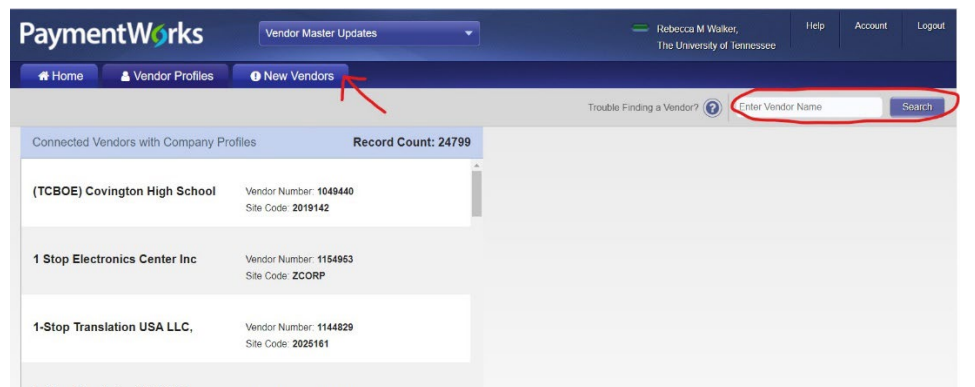 PaymentWorks
Vendor Master Updates
Rebecca M Walker,
The University of Tennessee
Help
Account
Logout
Home
Vendor Profiles
New Vendors
Trouble Finding a Vendor? ?
Enter Vendor Name
Search
Connected Vendors with Company Profiles
Record Count: 24799
(TCBOE) Covington High School
Vendor Number: 1049440
Site Code: 2019142
1 Stop Electronics Center Inc
Vendor Number: 1154953
Site Code: ZCORP
1-Stop Translation USA LLC,
Vendor Number: 1144829
Site Code: 2025161